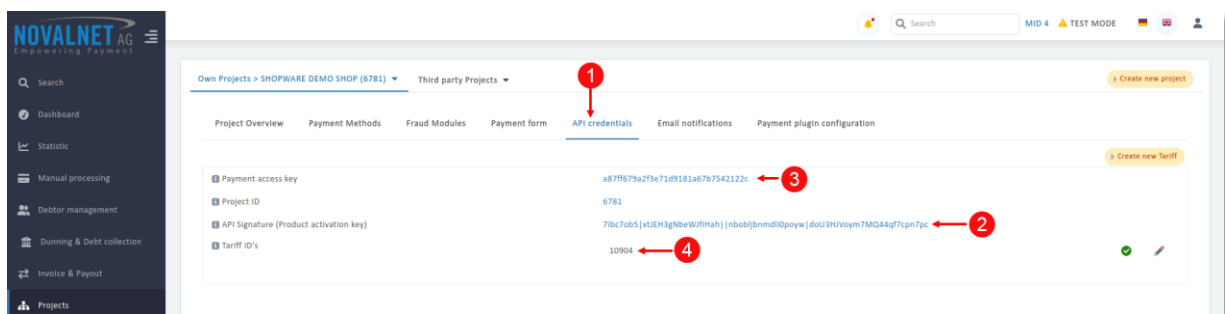 NOVALNET AG
Empowering Payment
Search
MID 4 TEST MODE
Search
Dashboard
Statistic
Manual processing
Debtor management
Dunning & Debt collection
Invoice & Payout
Projects
Own Projects > SHOPWARE DEMO SHOP (6781)
Third party Projects
1
Create new project
Project Overview
Payment Methods
Fraud Modules
Payment form
API credentials
Email notifications
Payment plugin configuration
Create new Tariff
Payment access key
a87ff679a2f3e71d9181a67b7542122c
3
Project ID
6781
API Signature (Product activation key)
7ibc7ob5|xtJEH3gNbeWJfIHah||nbobljbnmdli0poyw|doU3HJVoym7MQ44qf7cpn7pc
2
Tariff ID's
10904
4